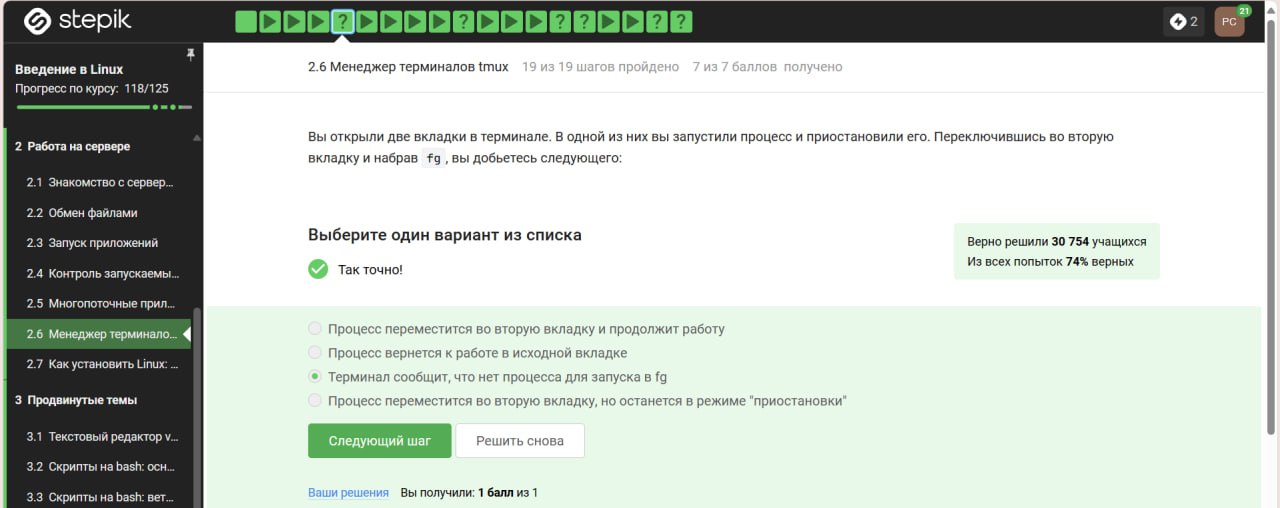 stepik
2
PC
21
Введение в Linux
Прогресс по курсу: 118/125
2 Работа на сервере
2.1 Знакомство с сервер...
2.2 Обмен файлами
2.3 Запуск приложений
2.4 Контроль запускаемы...
2.5 Многопоточные прил...
2.6 Менеджер терминало...
2.7 Как установить Linux: ...
3 Продвинутые темы
3.1 Текстовый редактор v...
3.2 Скрипты на bash: осн...
3.3 Скрипты на bash: вет...
2.6 Менеджер терминалов tmux 19 из 19 шагов пройдено 7 из 7 баллов получено
Вы открыли две вкладки в терминале. В одной из них вы запустили процесс и приостановили его. Переключившись во вторую
вкладку и набрав fg, вы добьетесь следующего:
Выберите один вариант из списка
Так точно!
Верно решили 30 754 учащихся
Из всех попыток 74% верных
Процесс переместится во вторую вкладку и продолжит работу
Процесс вернется к работе в исходной вкладке
Терминал сообщит, что нет процесса для запуска в fg
Процесс переместится во вторую вкладку, но останется в режиме "приостановки"
Следующий шаг
Решить снова
Ваши решения Вы получили: 1 балл из 1